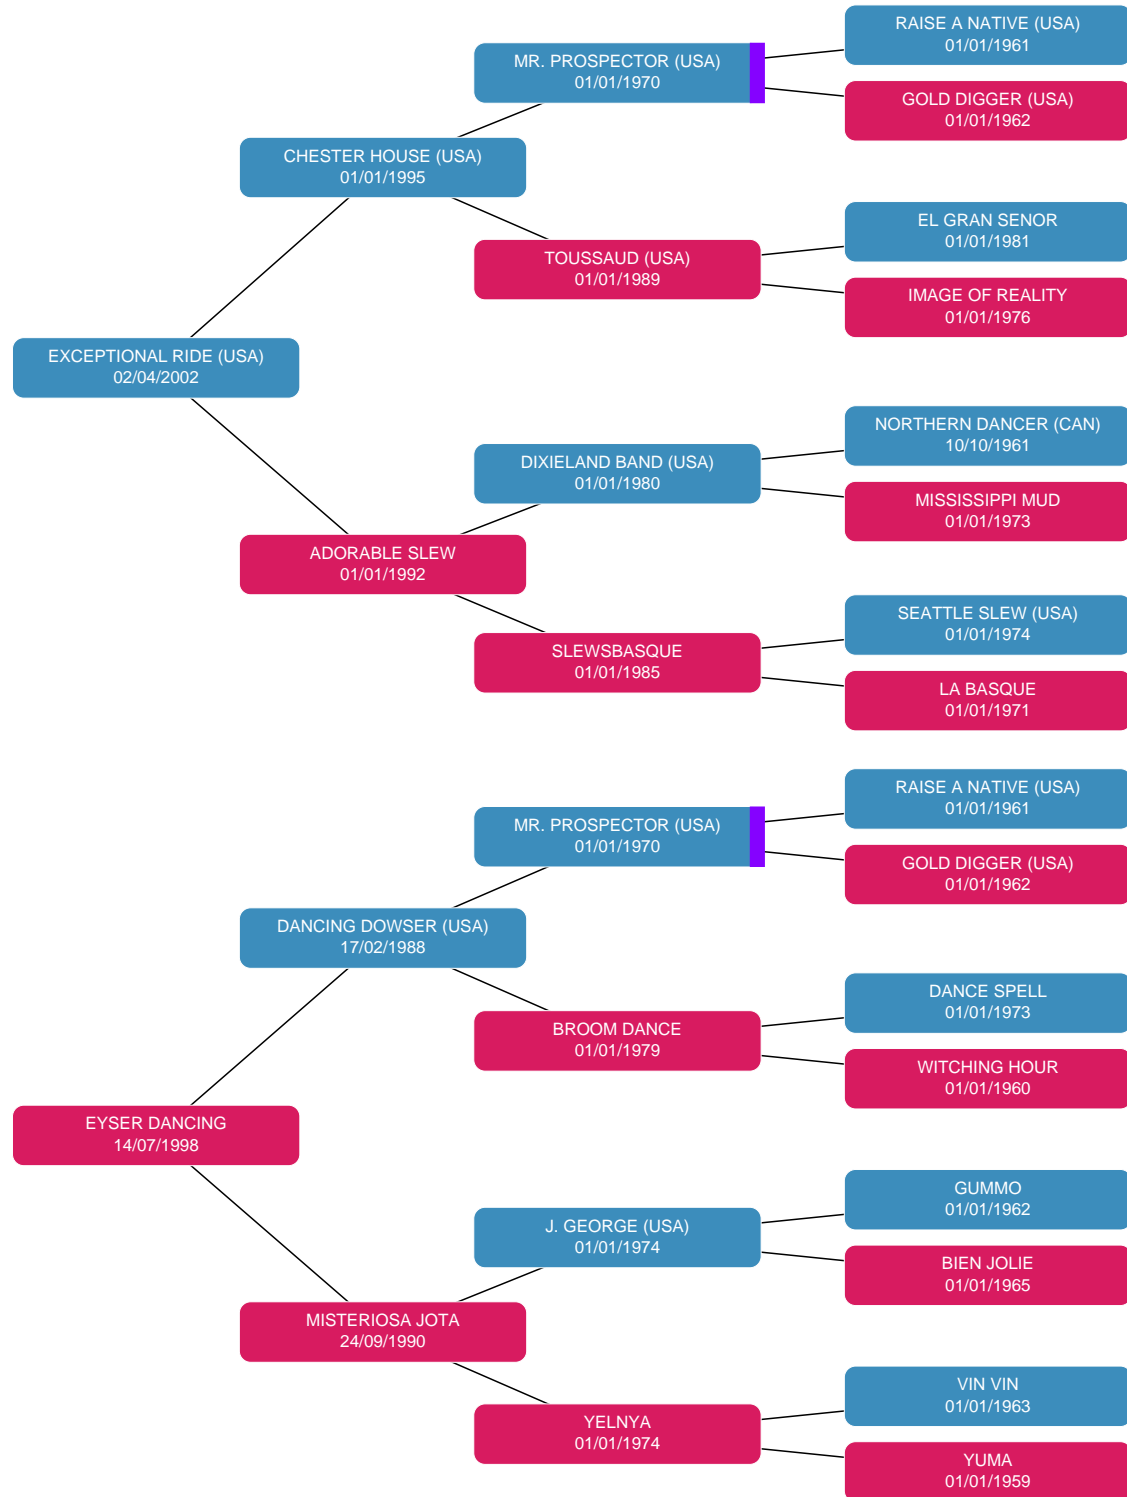 RAISE A NATIVE (USA)
01/01/1961
MR. PROSPECTOR (USA)
01/01/1970
GOLD DIGGER (USA)
01/01/1962
CHESTER HOUSE (USA)
01/01/1995
EL GRAN SENOR
01/01/1981
TOUSSAUD (USA)
01/01/1989
IMAGE OF REALITY
01/01/1976
EXCEPTIONAL RIDE (USA)
02/04/2002
NORTHERN DANCER (CAN)
10/10/1961
DIXIELAND BAND (USA)
01/01/1980
MISSISSIPPI MUD
01/01/1973
ADORABLE SLEW
01/01/1992
SEATTLE SLEW (USA)
01/01/1974
SLEWSBASQUE
01/01/1985
LA BASQUE
01/01/1971
RAISE A NATIVE (USA)
01/01/1961
MR. PROSPECTOR (USA)
01/01/1970
GOLD DIGGER (USA)
01/01/1962
DANCING DOWSER (USA)
17/02/1988
DANCE SPELL
01/01/1973
BROOM DANCE
01/01/1979
WITCHING HOUR
01/01/1960
EYSER DANCING
14/07/1998
GUMMO
01/01/1962
J. GEORGE (USA)
01/01/1974
BIEN JOLIE
01/01/1965
MISTERIOSA JOTA
24/09/1990
VIN VIN
01/01/1963
YELNYA
01/01/1974
YUMA
01/01/1959